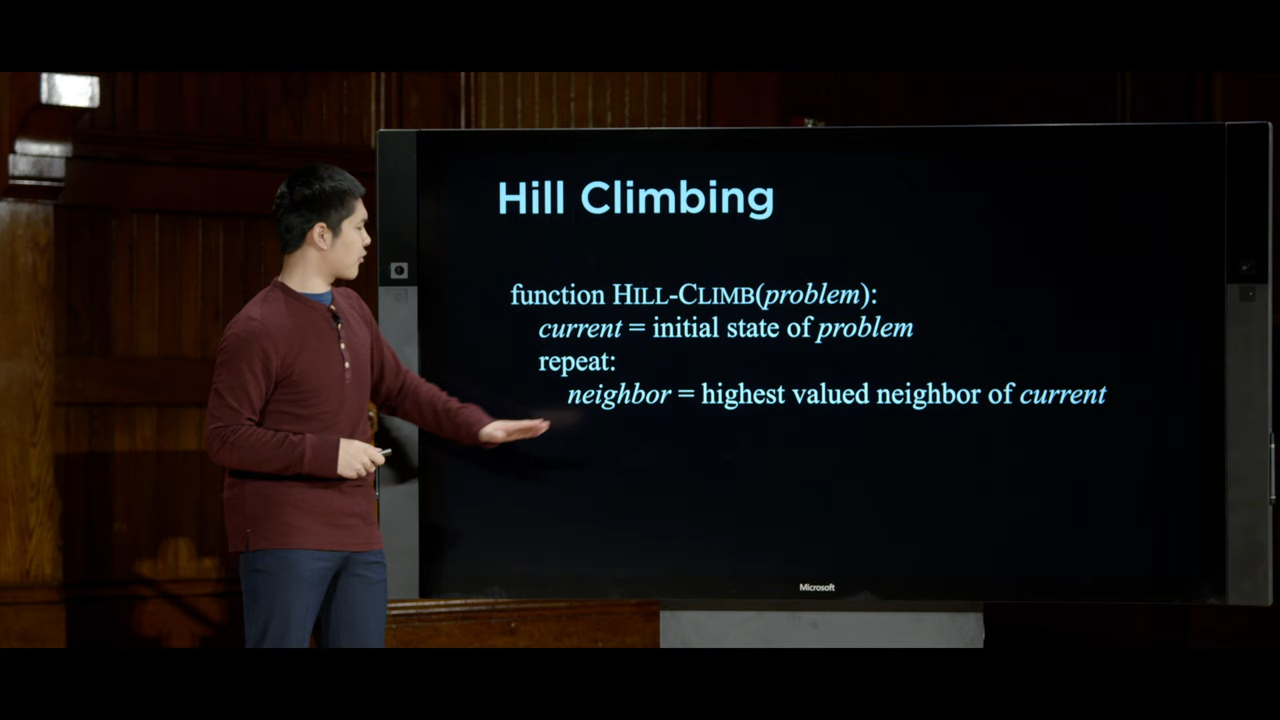 Hill Climbing
function HILL-CLIMB(problem):
current = initial state of problem
repeat:
neighbor = highest valued neighbor of current
Microsoft